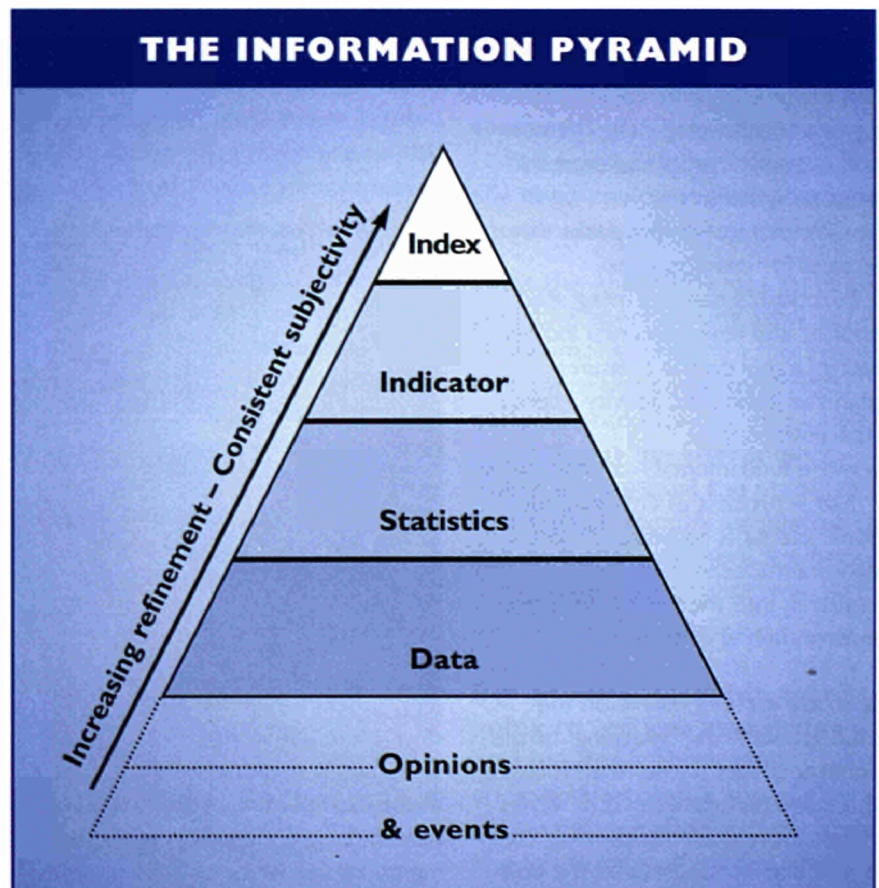 THE INFORMATION PYRAMID
Increasing refinement – Consistent subjectivity
Index
Indicator
Statistics
Data
Opinions
& events